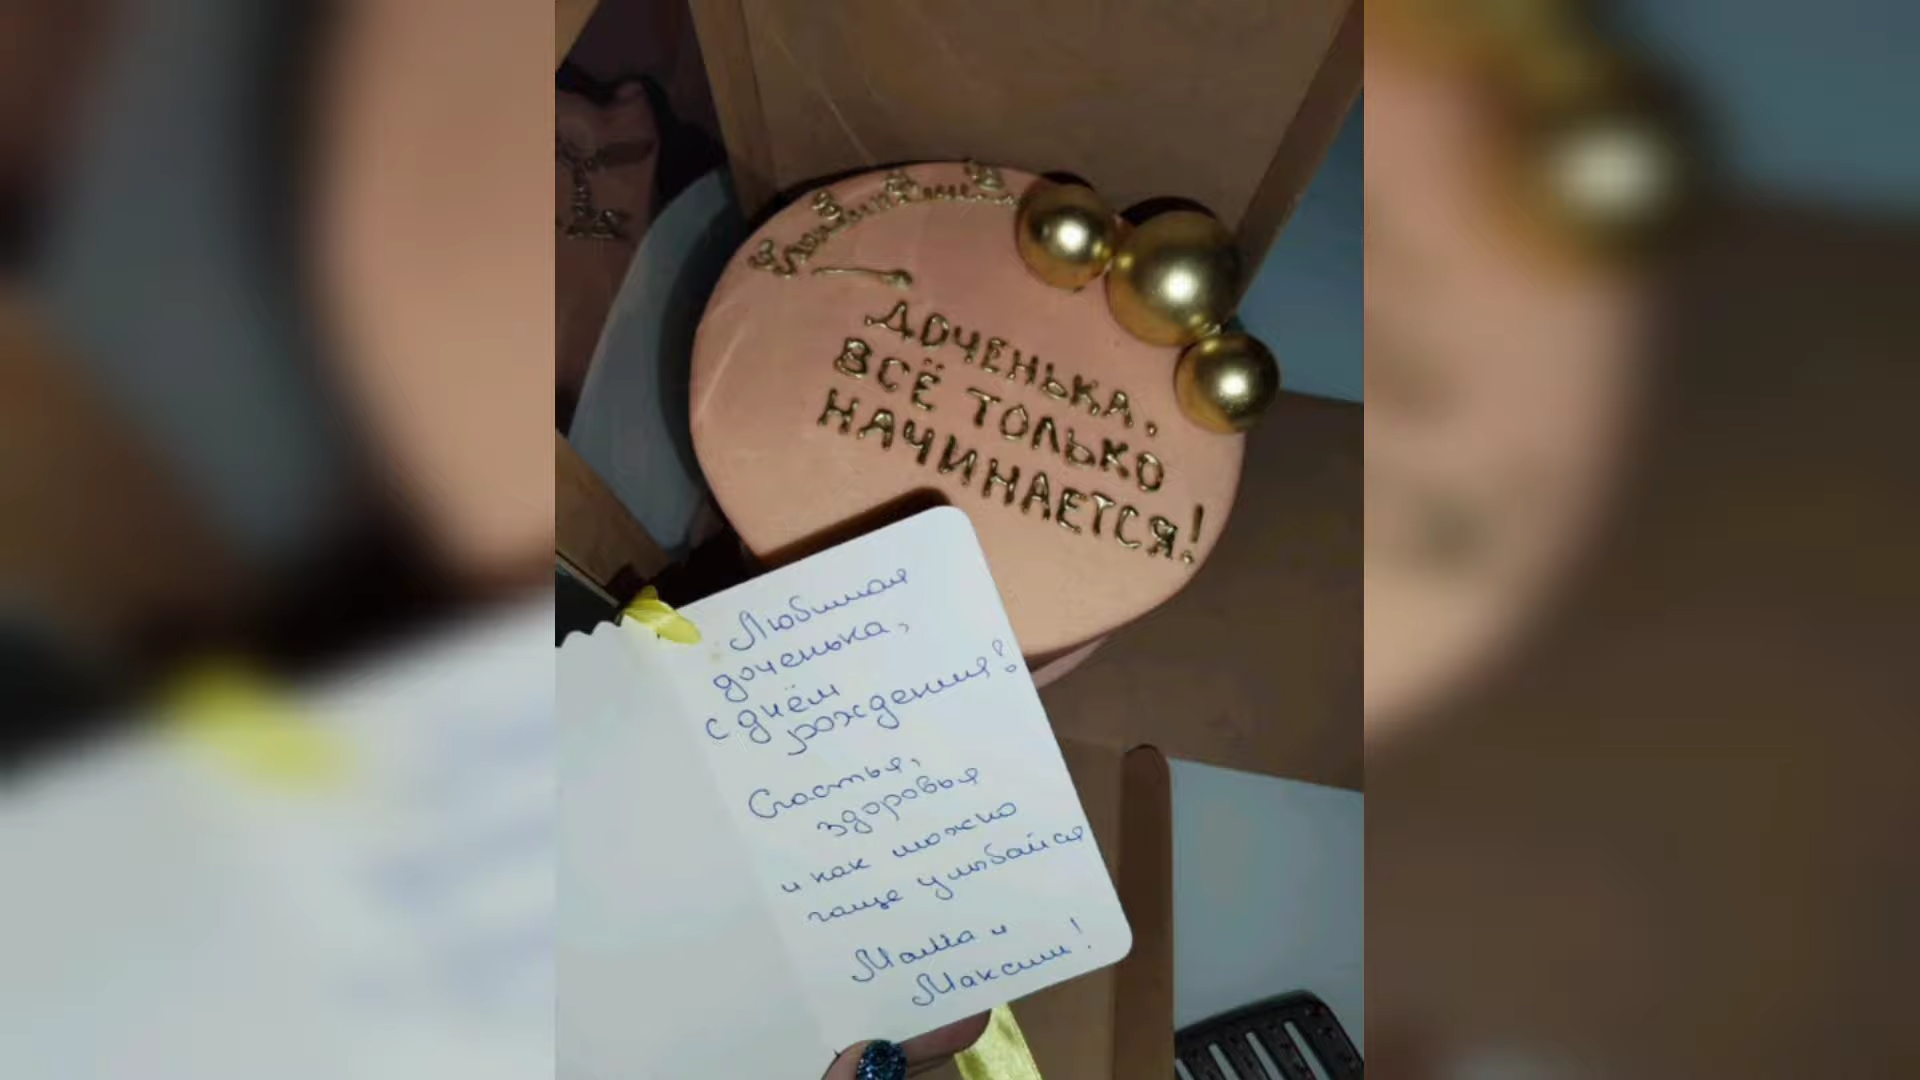 ДОЧЕНЬКА,
ВСЁ ТОЛЬКО
НАЧИНАЕТСЯ!
Любимая
доченька,
с днём
рождения!
Счастья,
здоровья
и как можно
чаще улыбайся
Мама и
Максим!